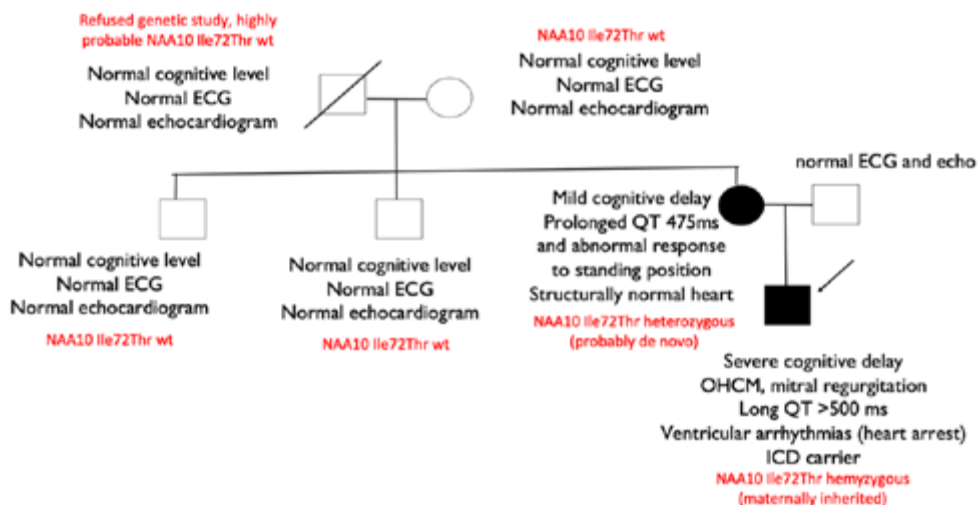 Refused genetic study, highly
probable NAA10 Ile72Thr wt
Normal cognitive level
Normal ECG
Normal echocardiogram
NAA10 Ile72Thr wt
Normal cognitive level
Normal ECG
Normal echocardiogram
normal ECG and echo
Mild cognitive delay
Prolonged QT 475ms
and abnormal response
to standing position
Structurally normal heart
NAA10 Ile72Thr heterozygous
(probably de novo)
Normal cognitive level
Normal ECG
Normal echocardiogram
NAA10 Ile72Thr wt
Normal cognitive level
Normal ECG
Normal echocardiogram
NAA10 Ile72Thr wt
Severe cognitive delay
OHCM, mitral regurgitation
Long QT >500 ms
Ventricular arrhythmias (heart arrest)
ICD carrier
NAA10 Ile72Thr hemyzygous
(maternally inherited)